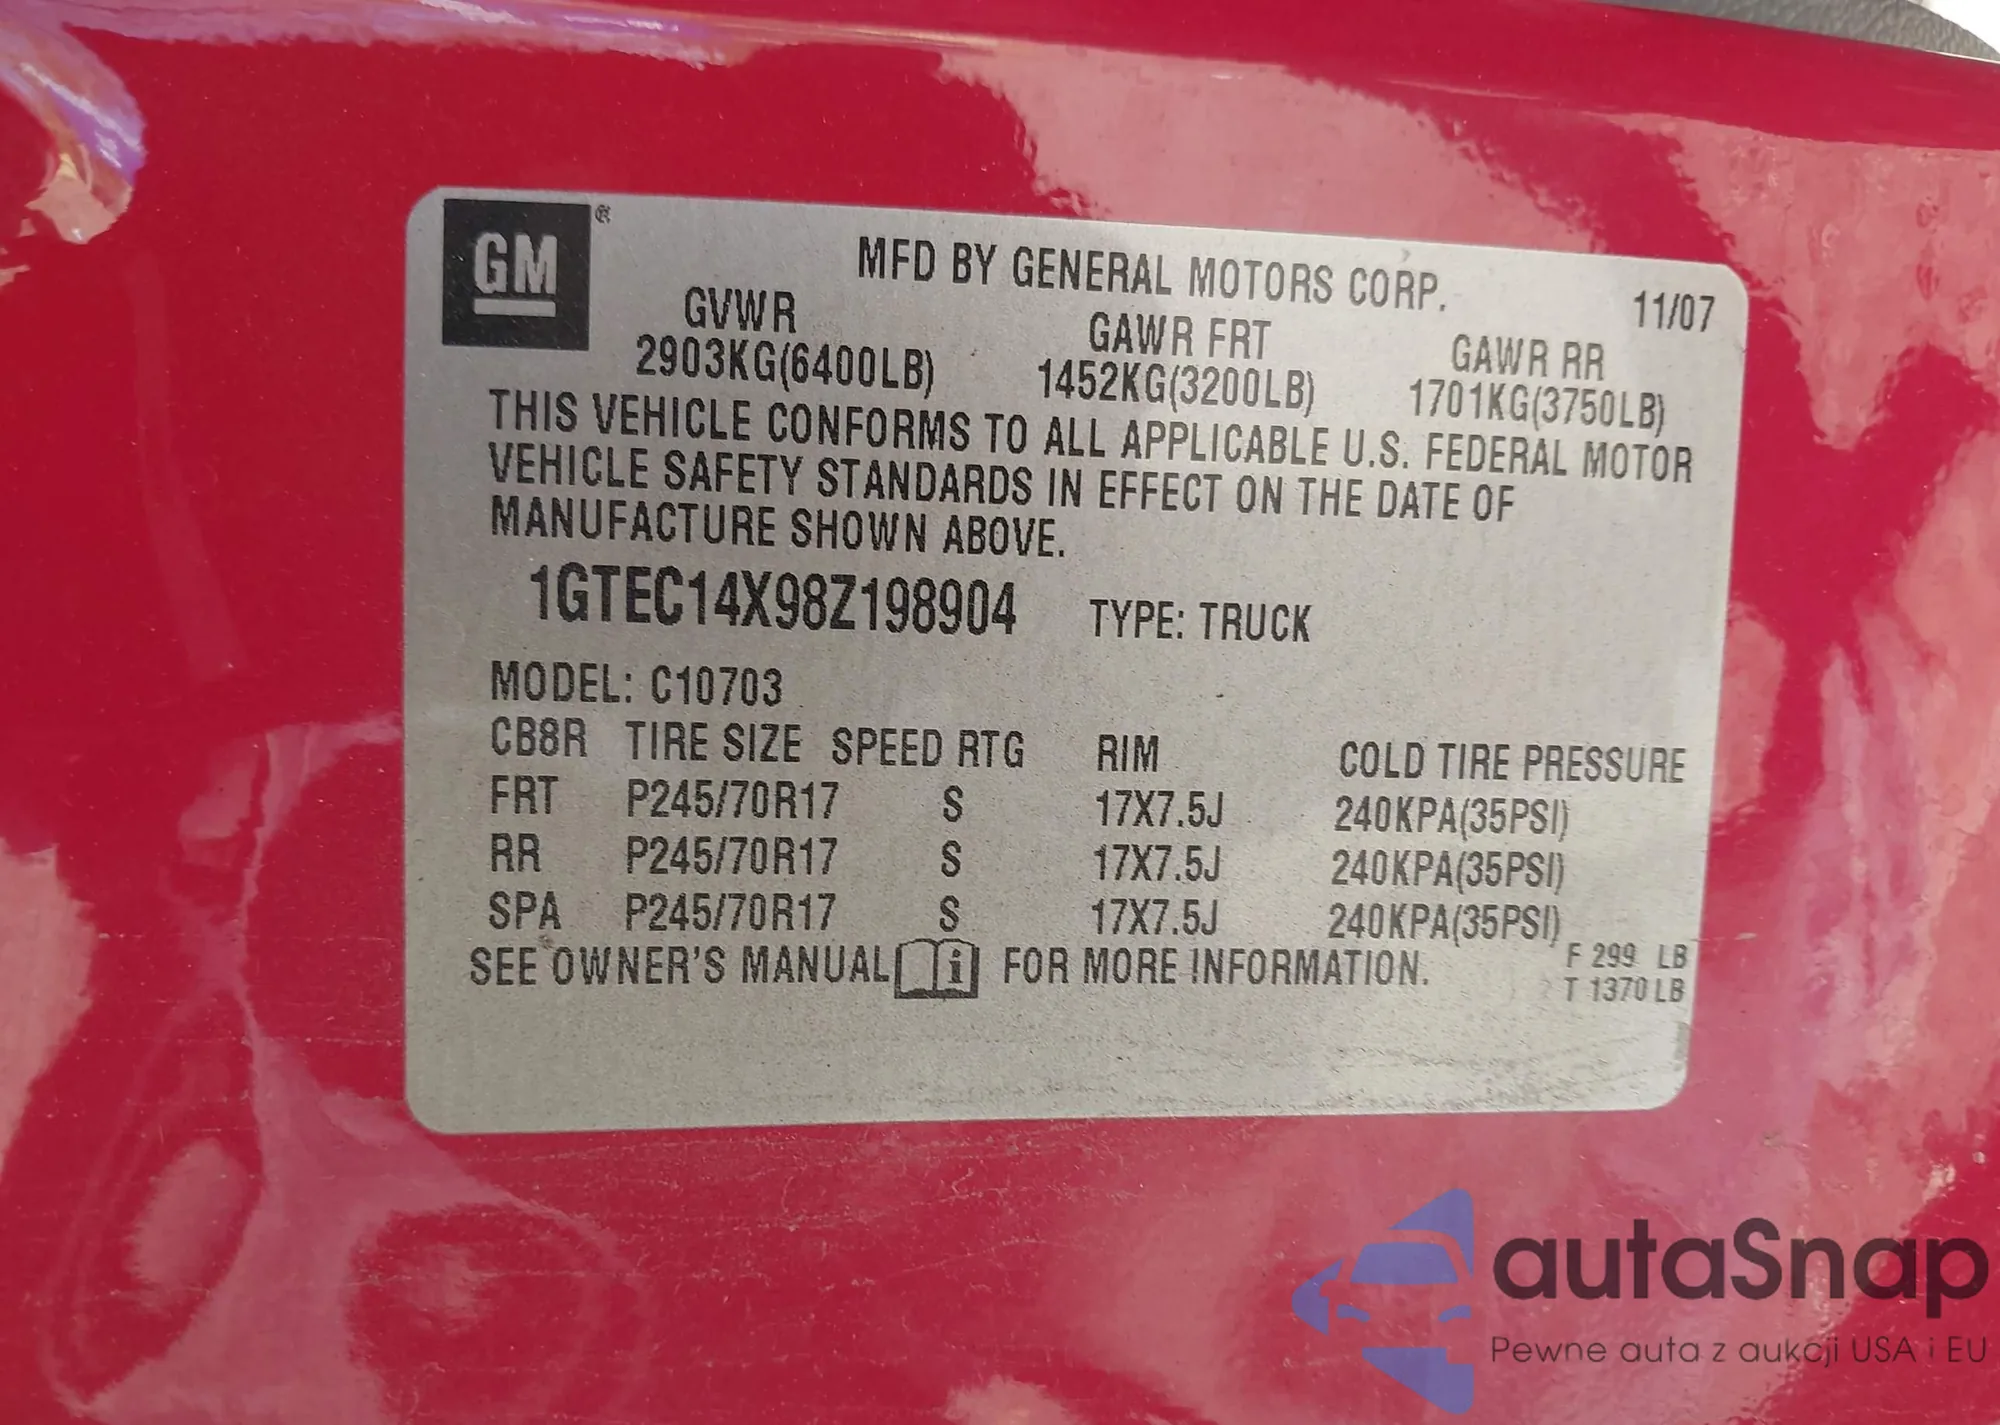 GM®
MFD BY GENERAL MOTORS CORP. 11/07
GVWR GAWR FRT GAWR RR
2903KG(6400LB) 1452KG(3200LB) 1701KG(3750LB)
THIS VEHICLE CONFORMS TO ALL APPLICABLE U.S. FEDERAL MOTOR
VEHICLE SAFETY STANDARDS IN EFFECT ON THE DATE OF
MANUFACTURE SHOWN ABOVE.
1GTEC14X98Z198904 TYPE: TRUCK
MODEL: C10703
CB8R TIRE SIZE SPEED RTG RIM COLD TIRE PRESSURE
FRT P245/70R17 S 17X7.5J 240KPA(35PSI)
RR P245/70R17 S 17X7.5J 240KPA(35PSI)
SPA P245/70R17 S 17X7.5J 240KPA(35PSI)
SEE OWNER'S MANUAL i FOR MORE INFORMATION.
F 299 LB
T 1370 LB
autaSnap
Pewne auta z aukcji USA i EU